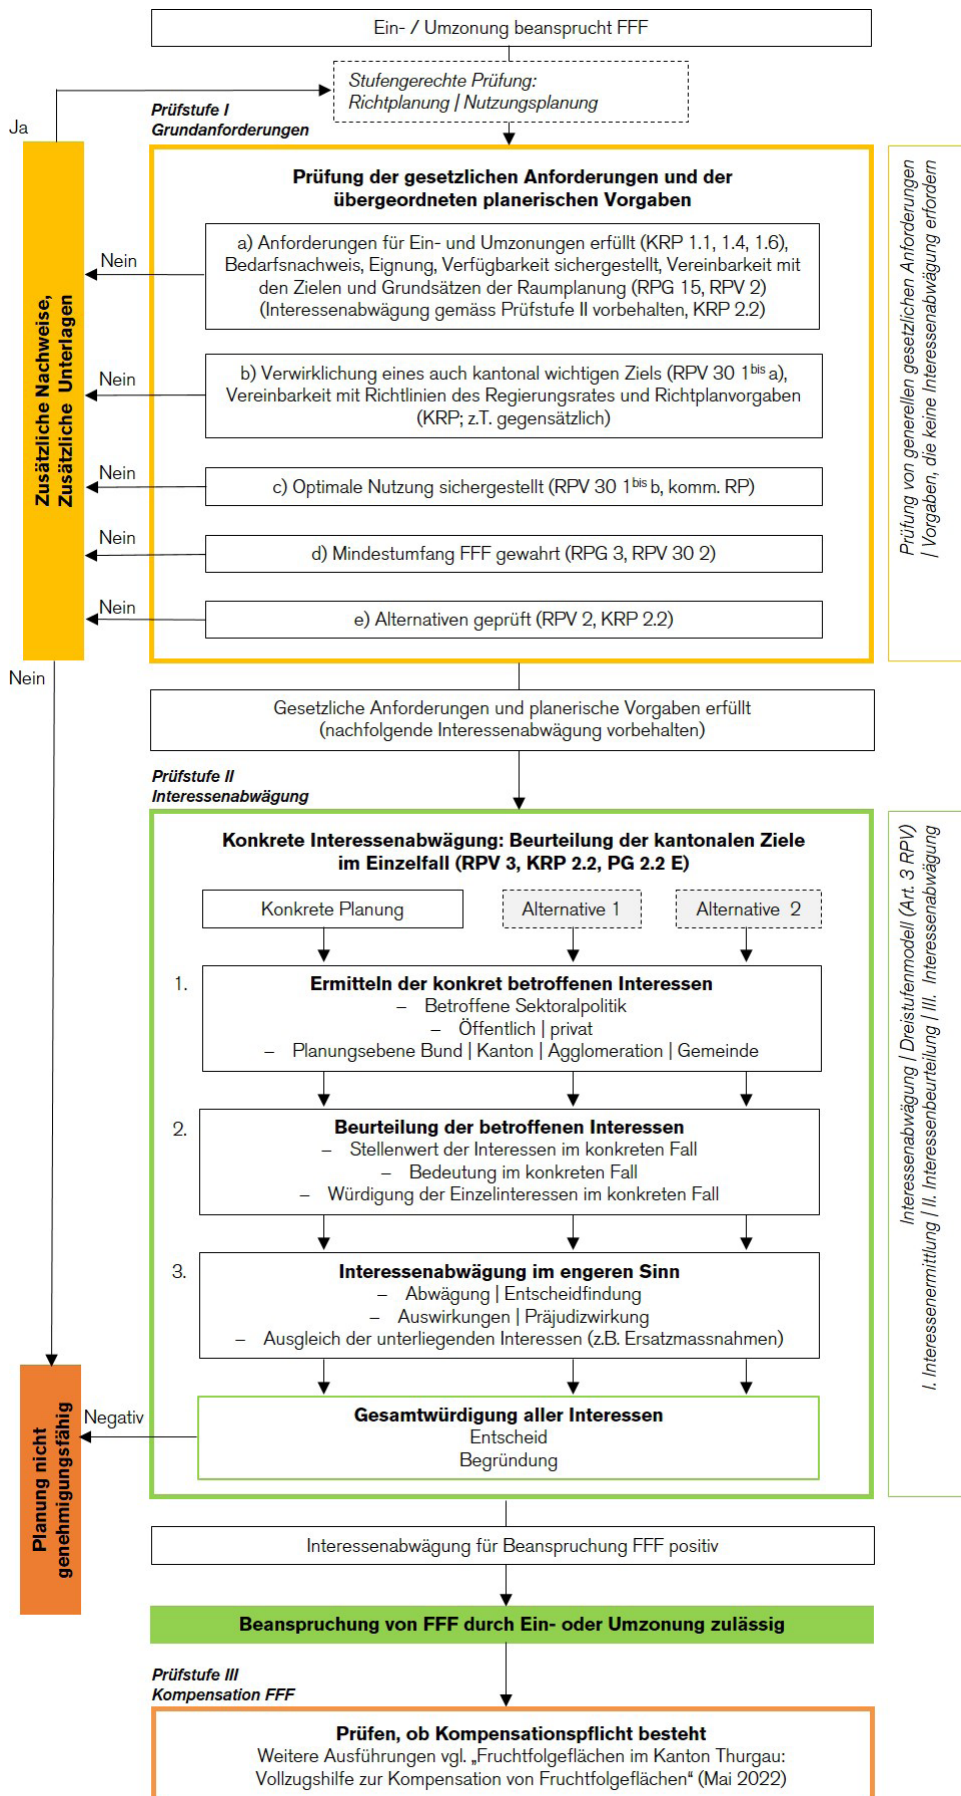 Ein- / Umzonung beansprucht FFF
Stufengerechte Prüfung:
Richtplanung | Nutzungsplanung
Prüfstufe I
Grundanforderungen
Ja
Prüfung der gesetzlichen Anforderungen und der
übergeordneten planerischen Vorgaben
a) Anforderungen für Ein- und Umzonungen erfüllt (KRP 1.1, 1.4, 1.6),
Bedarfsnachweis, Eignung, Verfügbarkeit sichergestellt, Vereinbarkeit mit
den Zielen und Grundsätzen der Raumplanung (RPG 15, RPV 2)
(Interessenabwägung gemäss Prüfstufe II vorbehalten, KRP 2.2)
Nein
b) Verwirklichung eines auch kantonal wichtigen Ziels (RPV 30 1bis a),
Vereinbarkeit mit Richtlinien des Regierungsrates und Richtplanvorgaben
(KRP; z.T. gegensätzlich)
Nein
c) Optimale Nutzung sichergestellt (RPV 30 1bis b, komm. RP)
Nein
d) Mindestumfang FFF gewahrt (RPG 3, RPV 30 2)
Nein
e) Alternativen geprüft (RPV 2, KRP 2.2)
Nein
Zusätzliche Nachweise,
Zusätzliche Unterlagen
Nein
Prüfung von generellen gesetzlichen Anforderungen
| Vorgaben, die keine Interessenabwägung erfordern
Gesetzliche Anforderungen und planerische Vorgaben erfüllt
(nachfolgende Interessenabwägung vorbehalten)
Prüfstufe II
Interessenabwägung
Konkrete Interessenabwägung: Beurteilung der kantonalen Ziele
im Einzelfall (RPV 3, KRP 2.2, PG 2.2 E)
Konkrete Planung
Alternative 1
Alternative 2
1.
Ermitteln der konkret betroffenen Interessen
– Betroffene Sektoralpolitik
– Öffentlich | privat
– Planungsebene Bund | Kanton | Agglomeration | Gemeinde
2.
Beurteilung der betroffenen Interessen
– Stellenwert der Interessen im konkreten Fall
– Bedeutung im konkreten Fall
– Würdigung der Einzelinteressen im konkreten Fall
3.
Interessenabwägung im engeren Sinn
– Abwägung | Entscheidfindung
– Auswirkungen | Präjudizwirkung
– Ausgleich der unterliegenden Interessen (z.B. Ersatzmassnahmen)
Gesamtwürdigung aller Interessen
Entscheid
Begründung
Negativ
Planung nicht
genehmigungsfähig
Interessenabwägung | Dreistufenmodell (Art. 3 RPV)
I. Interessenermittlung | II. Interessenbeurteilung | III. Interessenabwägung
Interessenabwägung für Beanspruchung FFF positiv
Beanspruchung von FFF durch Ein- oder Umzonung zulässig
Prüfstufe III
Kompensation FFF
Prüfen, ob Kompensationspflicht besteht
Weitere Ausführungen vgl. „Fruchtfolgeflächen im Kanton Thurgau:
Vollzugshilfe zur Kompensation von Fruchtfolgeflächen“ (Mai 2022)